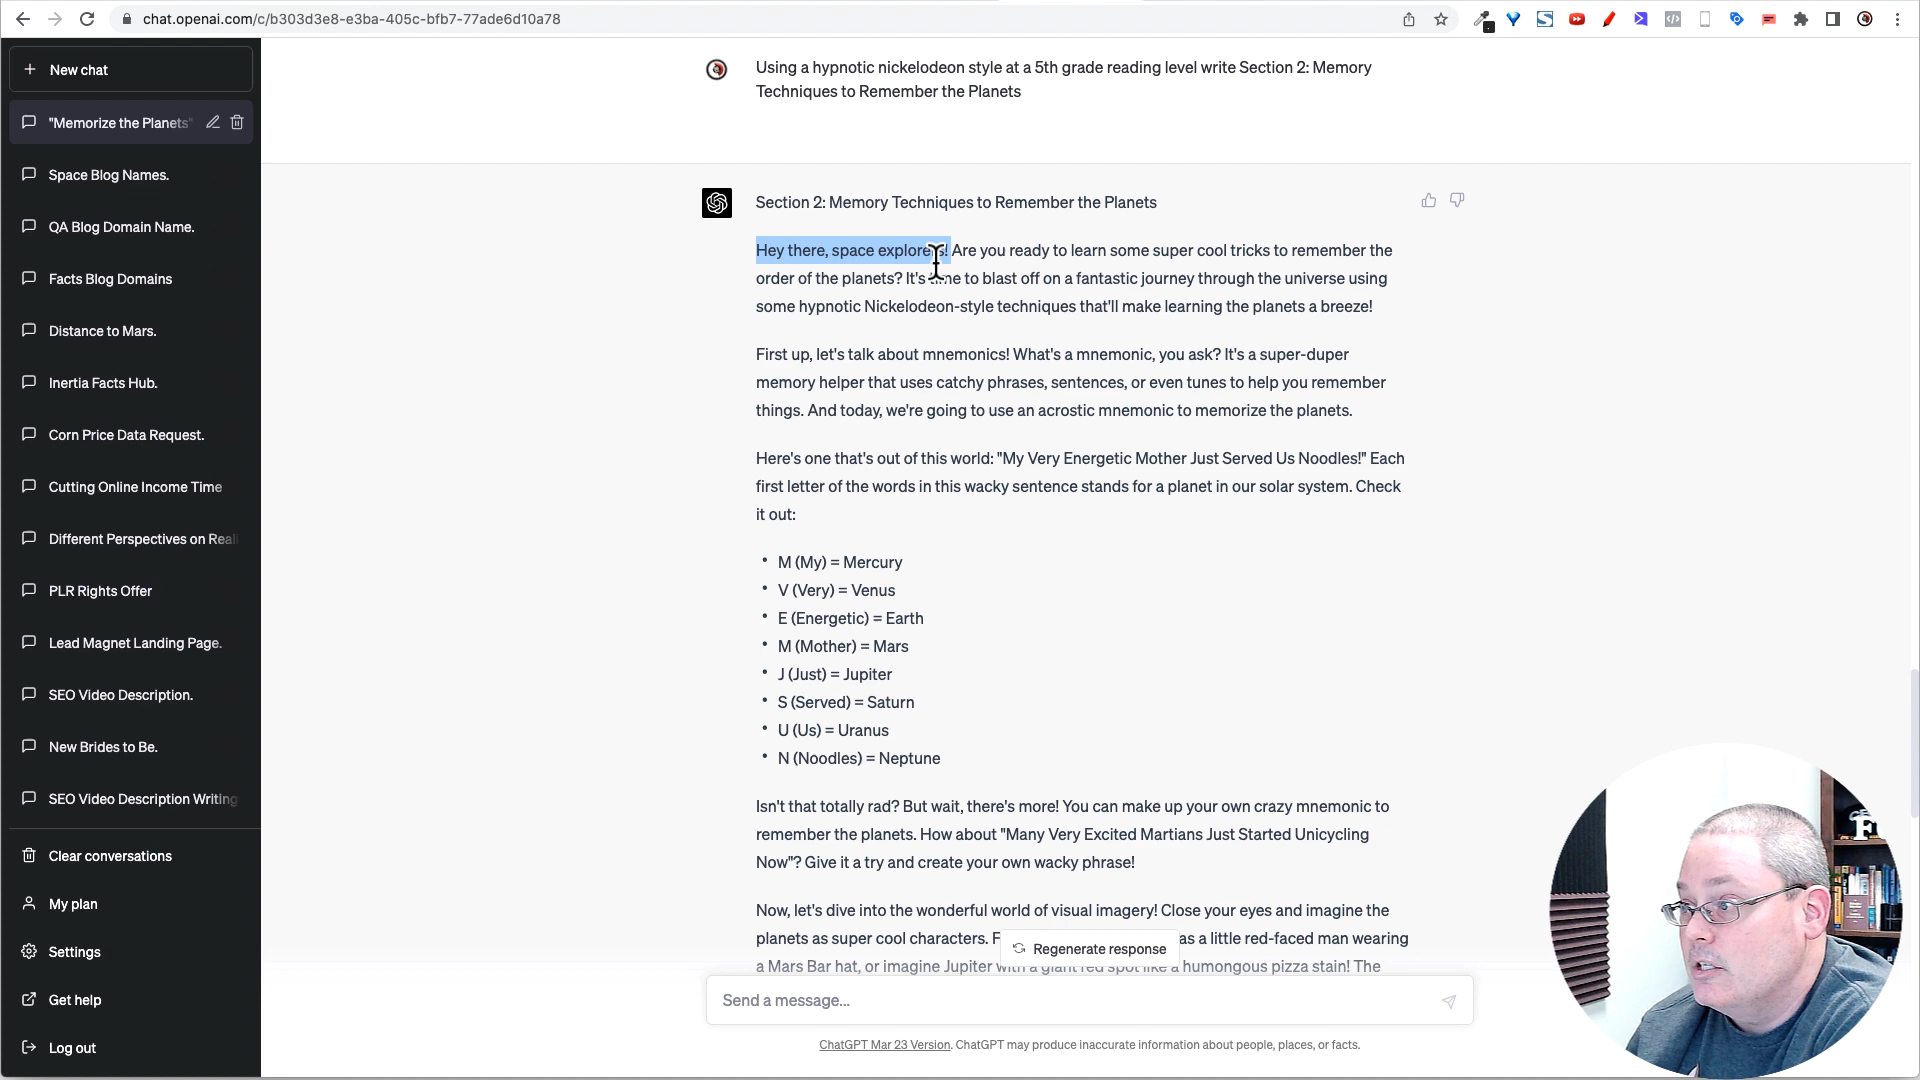 chat.openai.com/c/b303d3e8-e3ba-405c-bfb7-77ade6d10a78
New chat
"Memorize the Planets"
Space Blog Names.
QA Blog Domain Name.
Facts Blog Domains
Distance to Mars.
Inertia Facts Hub.
Corn Price Data Request.
Cutting Online Income Time
Different Perspectives on Real
PLR Rights Offer
Lead Magnet Landing Page.
SEO Video Description.
New Brides to Be.
SEO Video Description Writing
Clear conversations
My plan
Settings
Get help
Log out
Using a hypnotic nickelodeon style at a 5th grade reading level write Section 2: Memory
Techniques to Remember the Planets
Section 2: Memory Techniques to Remember the Planets
Hey there, space explorers! Are you ready to learn some super cool tricks to remember the
order of the planets? It's time to blast off on a fantastic journey through the universe using
some hypnotic Nickelodeon-style techniques that'll make learning the planets a breeze!
First up, let's talk about mnemonics! What's a mnemonic, you ask? It's a super-duper
memory helper that uses catchy phrases, sentences, or even tunes to help you remember
things. And today, we're going to use an acrostic mnemonic to memorize the planets.
Here's one that's out of this world: "My Very Energetic Mother Just Served Us Noodles!" Each
first letter of the words in this wacky sentence stands for a planet in our solar system. Check
it out:
• M (My) = Mercury
• V (Very) = Venus
• E (Energetic) = Earth
• M (Mother) = Mars
• J (Just) = Jupiter
• S (Served) = Saturn
• U (Us) = Uranus
• N (Noodles) = Neptune
Isn't that totally rad? But wait, there's more! You can make up your own crazy mnemonic to
remember the planets. How about "Many Very Excited Martians Just Started Unicycling
Now"? Give it a try and create your own wacky phrase!
Now, let's dive into the wonderful world of visual imagery! Close your eyes and imagine the
planets as super cool characters. as a little red-faced man wearing
a Mars Bar hat, or imagine Jupiter with a giant red spot like a humongous pizza stain! The
Regenerate response
Send a message...
ChatGPT Mar 23 Version. ChatGPT may produce inaccurate information about people, places, or facts.